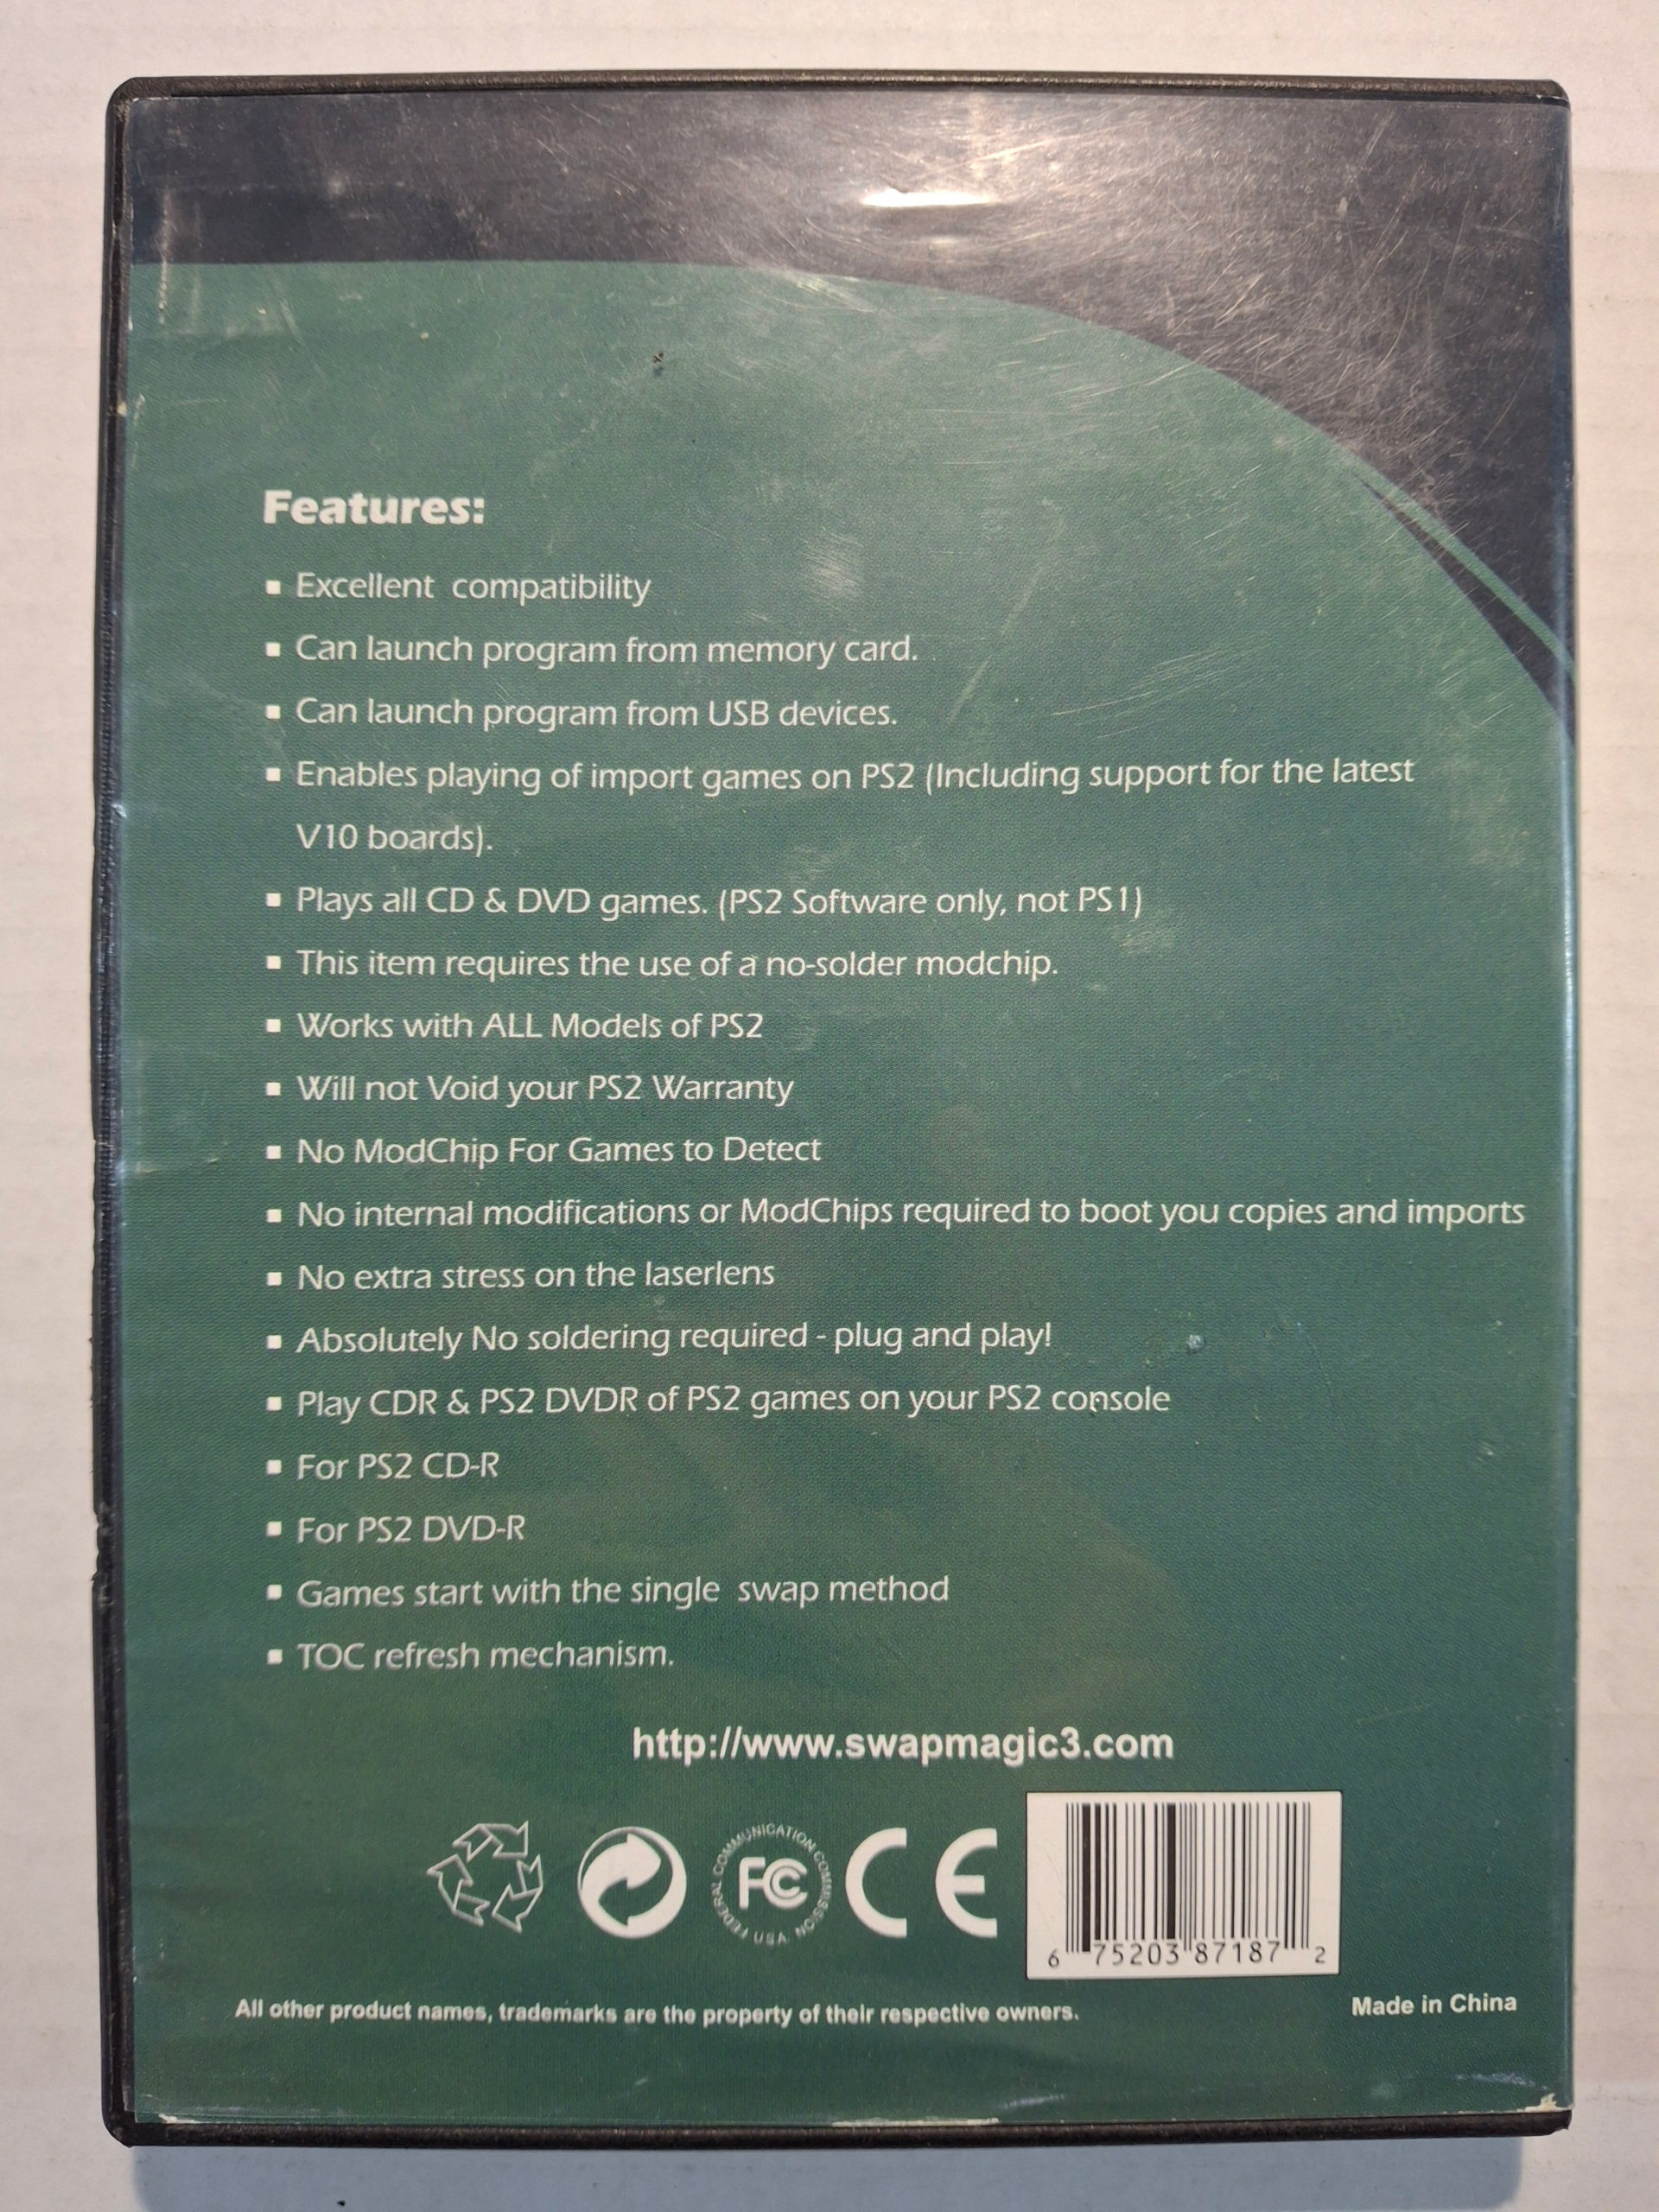 Features:
▪ Excellent compatibility
▪ Can launch program from memory card.
▪ Can launch program from USB devices.
▪ Enables playing of import games on PS2 (Including support for the latest
V10 boards).
▪ Plays all CD & DVD games. (PS2 Software only, not PS1)
▪ This item requires the use of a no-solder modchip.
▪ Works with ALL Models of PS2
▪ Will not Void your PS2 Warranty
▪ No ModChip For Games to Detect
▪ No internal modifications or ModChips required to boot you copies and imports
▪ No extra stress on the laserlens
▪ Absolutely No soldering required - plug and play!
▪ Play CDR & PS2 DVDR of PS2 games on your PS2 console
▪ For PS2 CD-R
▪ For PS2 DVD-R
▪ Games start with the single swap method
▪ TOC refresh mechanism.
http://www.swapmagic3.com
FEDERAL COMMUNICATION COMMISSION
USA
FC
CE
6 75203 87187 2
All other product names, trademarks are the property of their respective owners.
Made in China